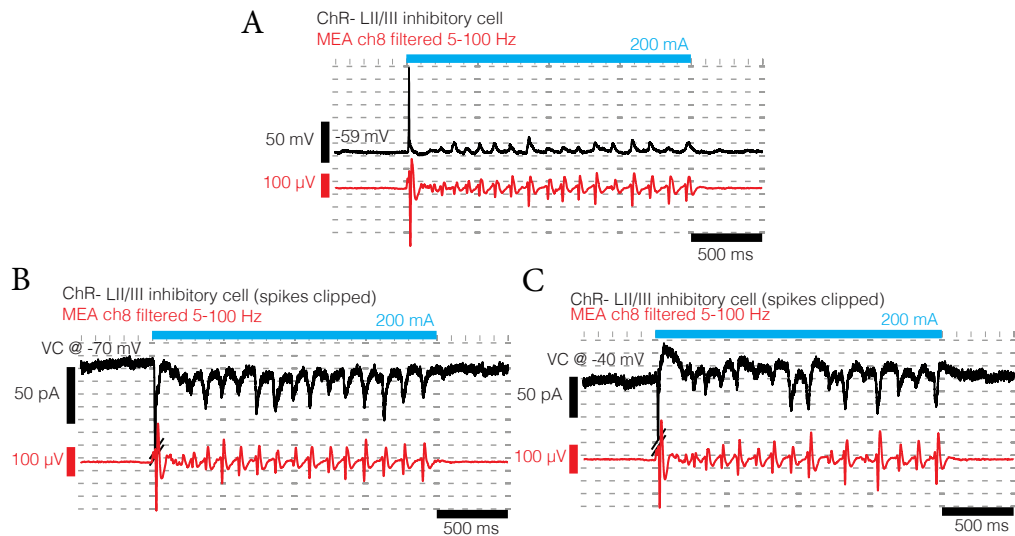 A
ChR- LII/III inhibitory cell
MEA ch8 filtered 5-100 Hz
200 mA
50 mV
-59 mV
100 µV
500 ms
B
ChR- LII/III inhibitory cell (spikes clipped)
MEA ch8 filtered 5-100 Hz
200 mA
VC @ -70 mV
50 pA
100 µV
500 ms
C
ChR- LII/III inhibitory cell (spikes clipped)
MEA ch8 filtered 5-100 Hz
200 mA
VC @ -40 mV
50 pA
100 µV
500 ms